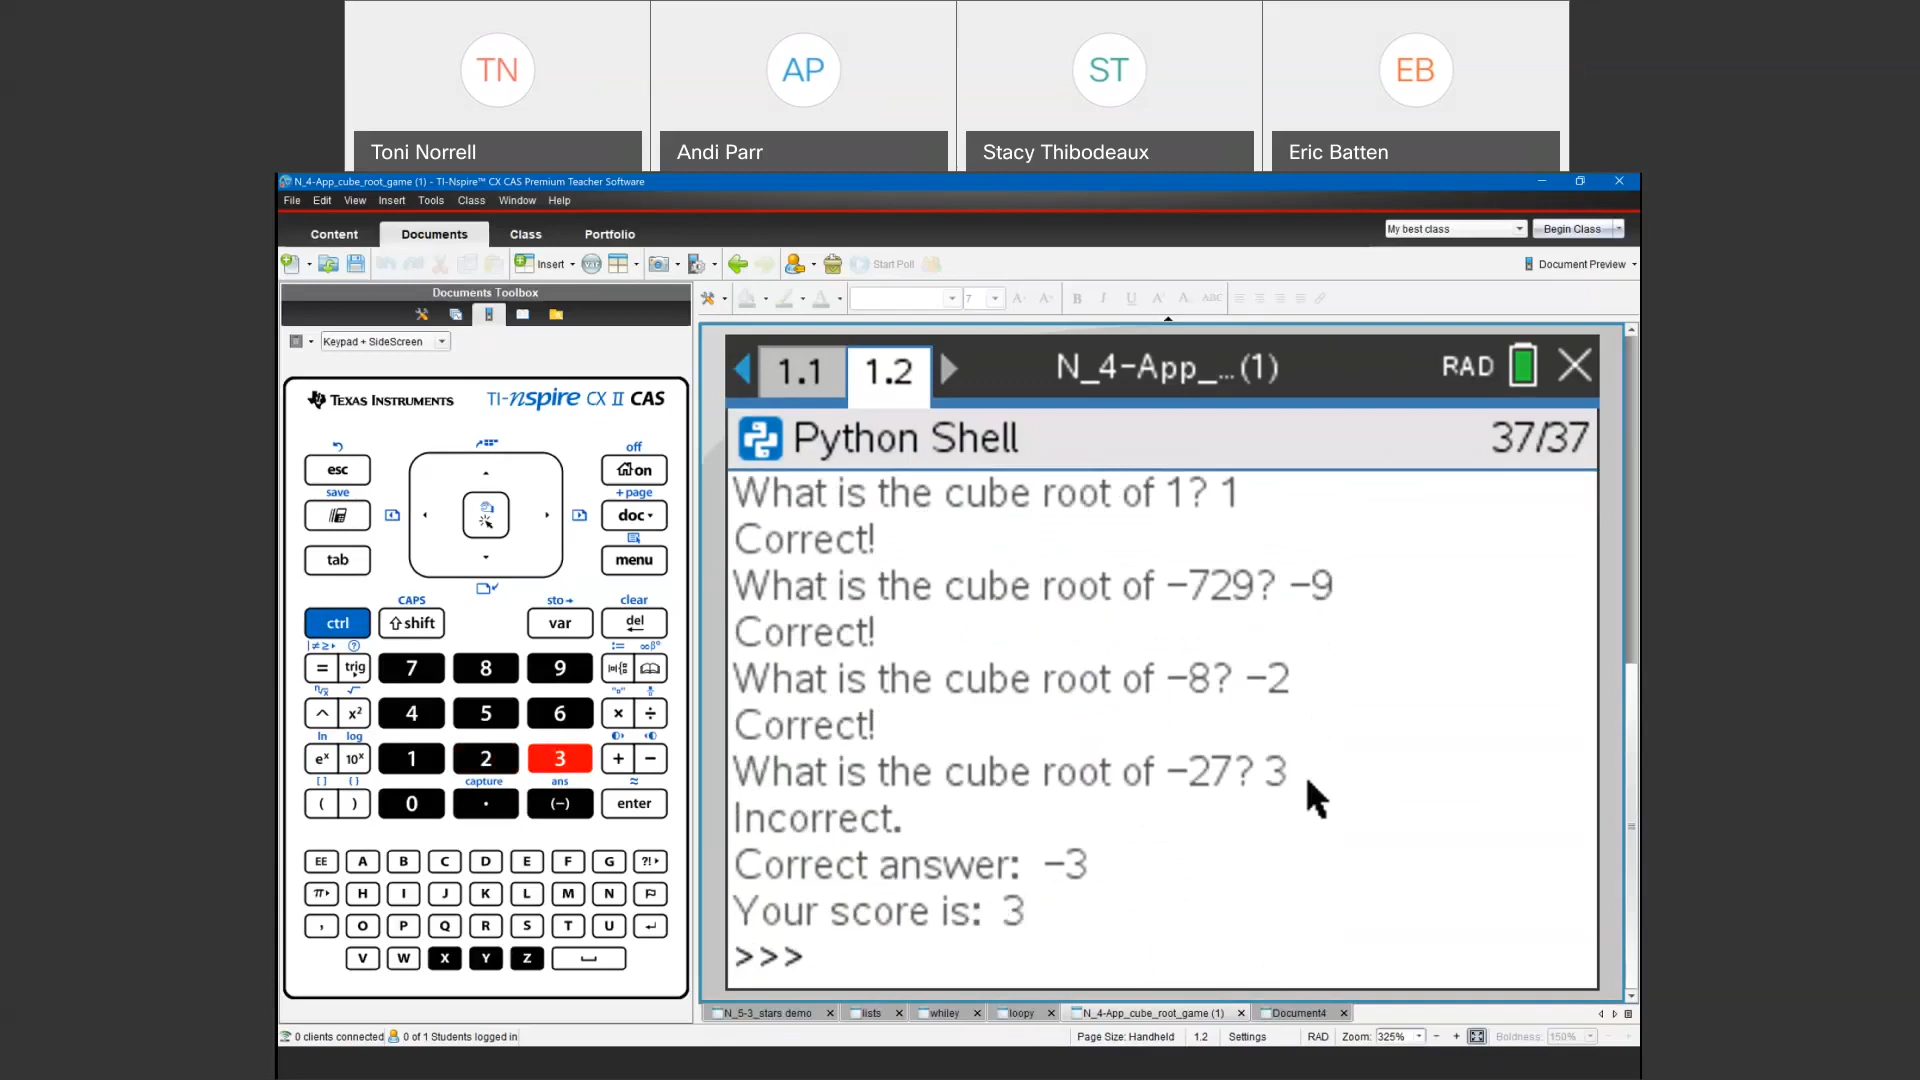 TN AP ST EB
Toni Norrell Andi Parr Stacy Thibodeaux Eric Batten
N_4-App_cube_root_game (1) - TI-Nspire™ CX CAS Premium Teacher Software
File Edit View Insert Tools Class Window Help
Content Documents Class Portfolio
My best class Begin Class
Insert Start Poll Document Preview
Documents Toolbox
7 B I U ABC
Keypad + SideScreen
TEXAS INSTRUMENTS TI-nspire CX II CAS
off
esc on
save +page
doc
tab menu
CAPS sto→ clear
ctrl shift var del
= trig 7 8 9
^ x² 4 5 6 × ÷
ln log
eˣ 10ˣ 1 2 3 + −
[ ] { } capture ans ≈
( ) 0 . (−) enter
EE A B C D E F G ?!
π H I J K L M N
, O P Q R S T U
V W X Y Z
1.1 1.2 N_4-App_…(1) RAD
Python Shell 37/37
What is the cube root of 1? 1
Correct!
What is the cube root of −729? −9
Correct!
What is the cube root of −8? −2
Correct!
What is the cube root of −27? 3
Incorrect.
Correct answer: −3
Your score is: 3
>>>
N_5-3_stars demo lists whiley loopy N_4-App_cube_root_game (1) Document4
0 clients connected 0 of 1 Students logged in Page Size: Handheld 1.2 Settings RAD Zoom: 325% − + Boldness: 150%